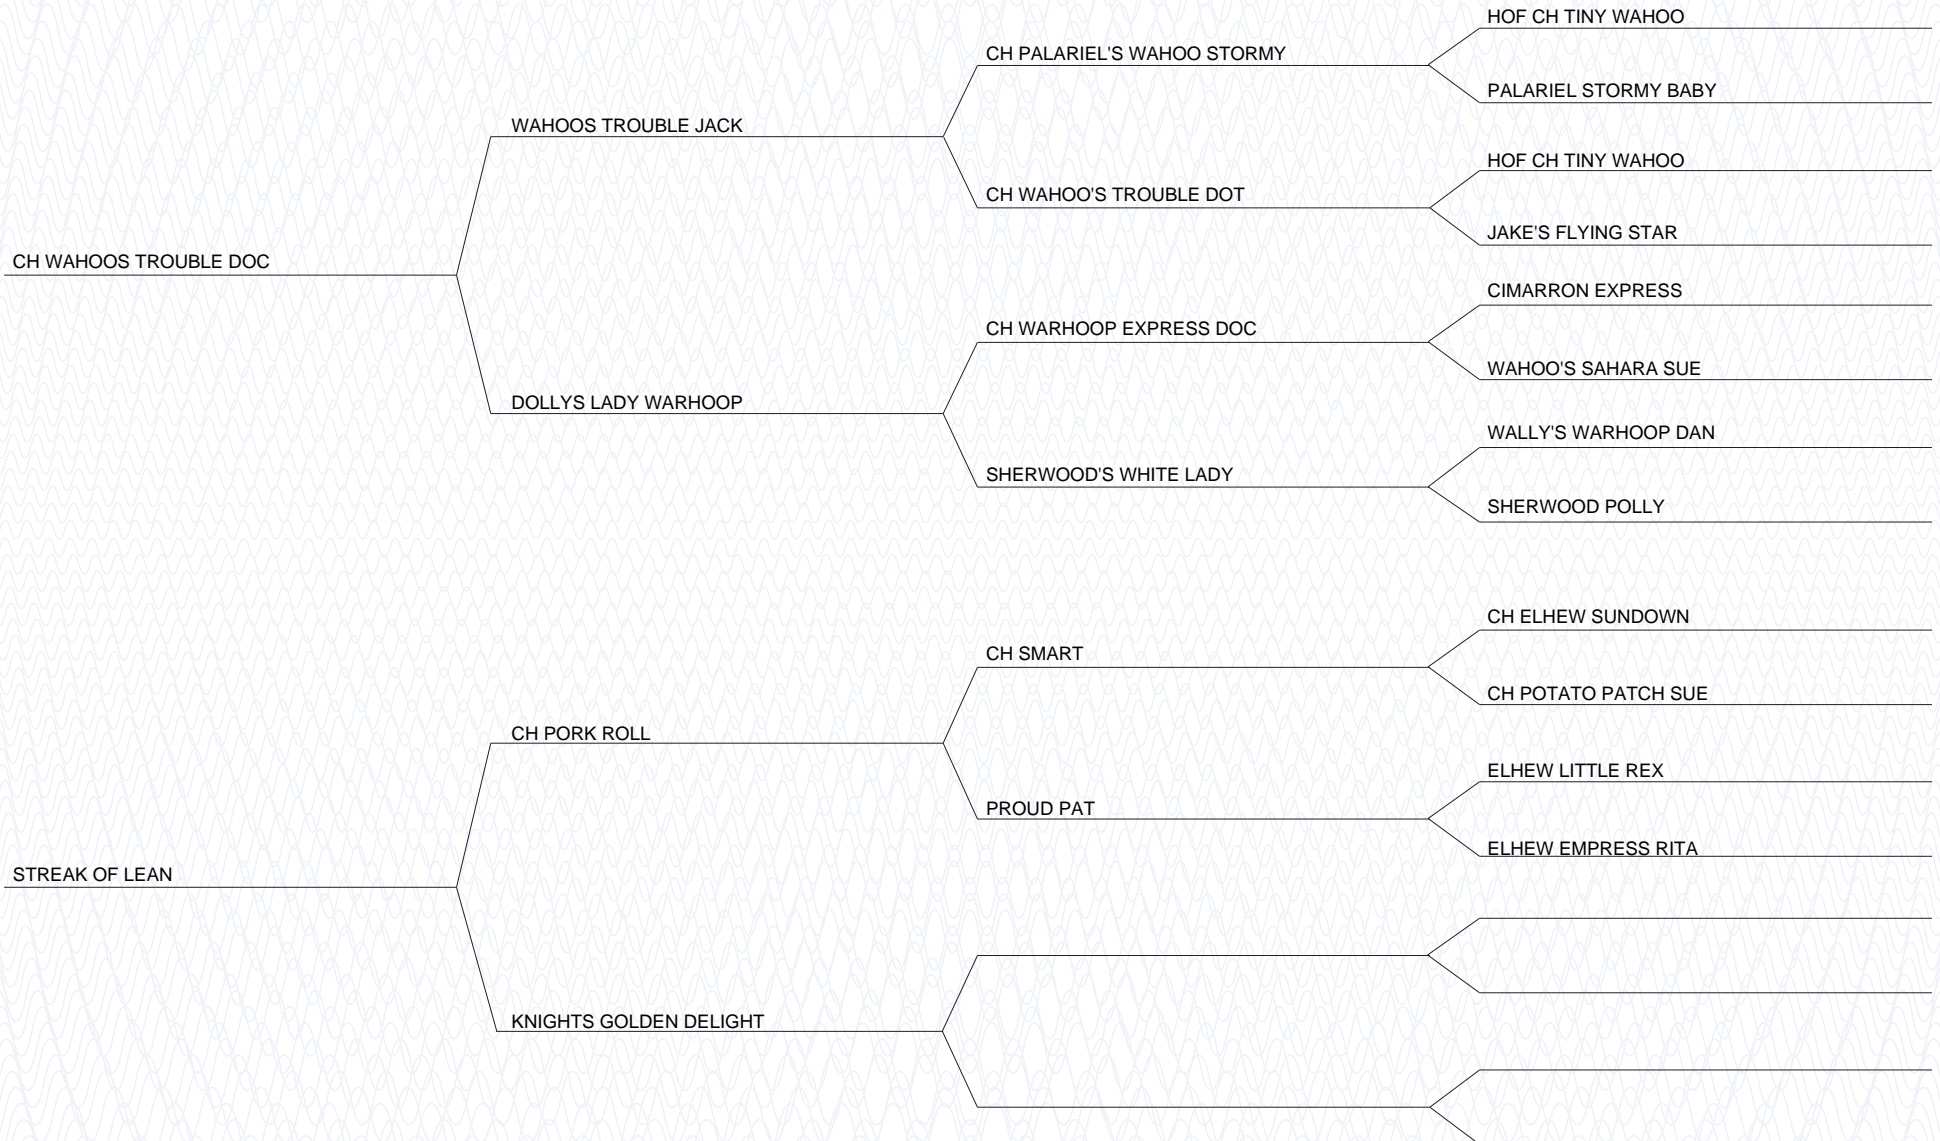 HOF CH TINY WAHOO
CH PALARIEL'S WAHOO STORMY
PALARIEL STORMY BABY
WAHOOS TROUBLE JACK
HOF CH TINY WAHOO
CH WAHOO'S TROUBLE DOT
JAKE'S FLYING STAR
CH WAHOOS TROUBLE DOC
CIMARRON EXPRESS
CH WARHOOP EXPRESS DOC
WAHOO'S SAHARA SUE
DOLLYS LADY WARHOOP
WALLY'S WARHOOP DAN
SHERWOOD'S WHITE LADY
SHERWOOD POLLY
CH ELHEW SUNDOWN
CH SMART
CH POTATO PATCH SUE
CH PORK ROLL
ELHEW LITTLE REX
PROUD PAT
ELHEW EMPRESS RITA
STREAK OF LEAN
KNIGHTS GOLDEN DELIGHT